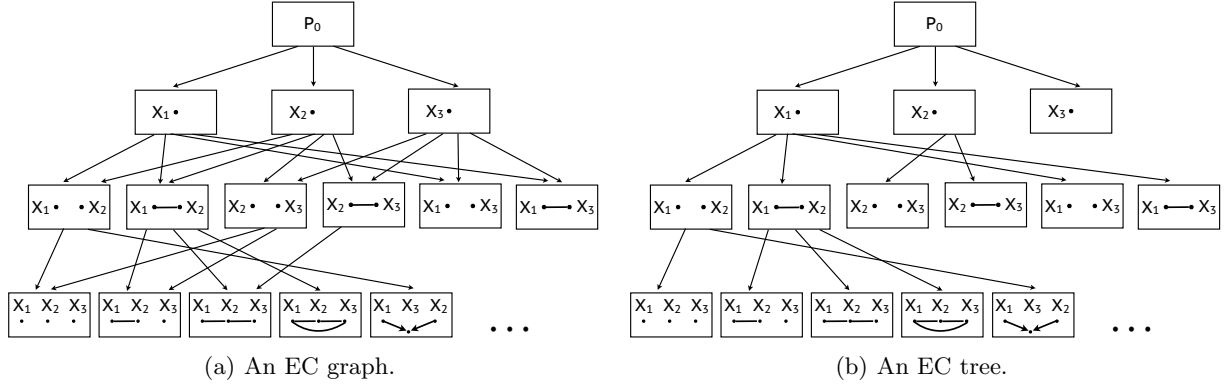 P₀ P₀
X₁ X₂ X₃ X₁ X₂ X₃
X₁ X₂ X₁ X₂ X₂ X₃ X₂ X₃ X₁ X₃ X₁ X₃ X₁ X₂ X₁ X₂ X₂ X₃ X₂ X₃ X₁ X₃ X₁ X₃
X₁ X₂ X₃ X₁ X₂ X₃ X₁ X₂ X₃ X₁ X₂ X₃ X₁ X₃ X₂ ... X₁ X₂ X₃ X₁ X₂ X₃ X₁ X₂ X₃ X₁ X₂ X₃ X₁ X₃ X₂ ...
(a) An EC graph. (b) An EC tree.